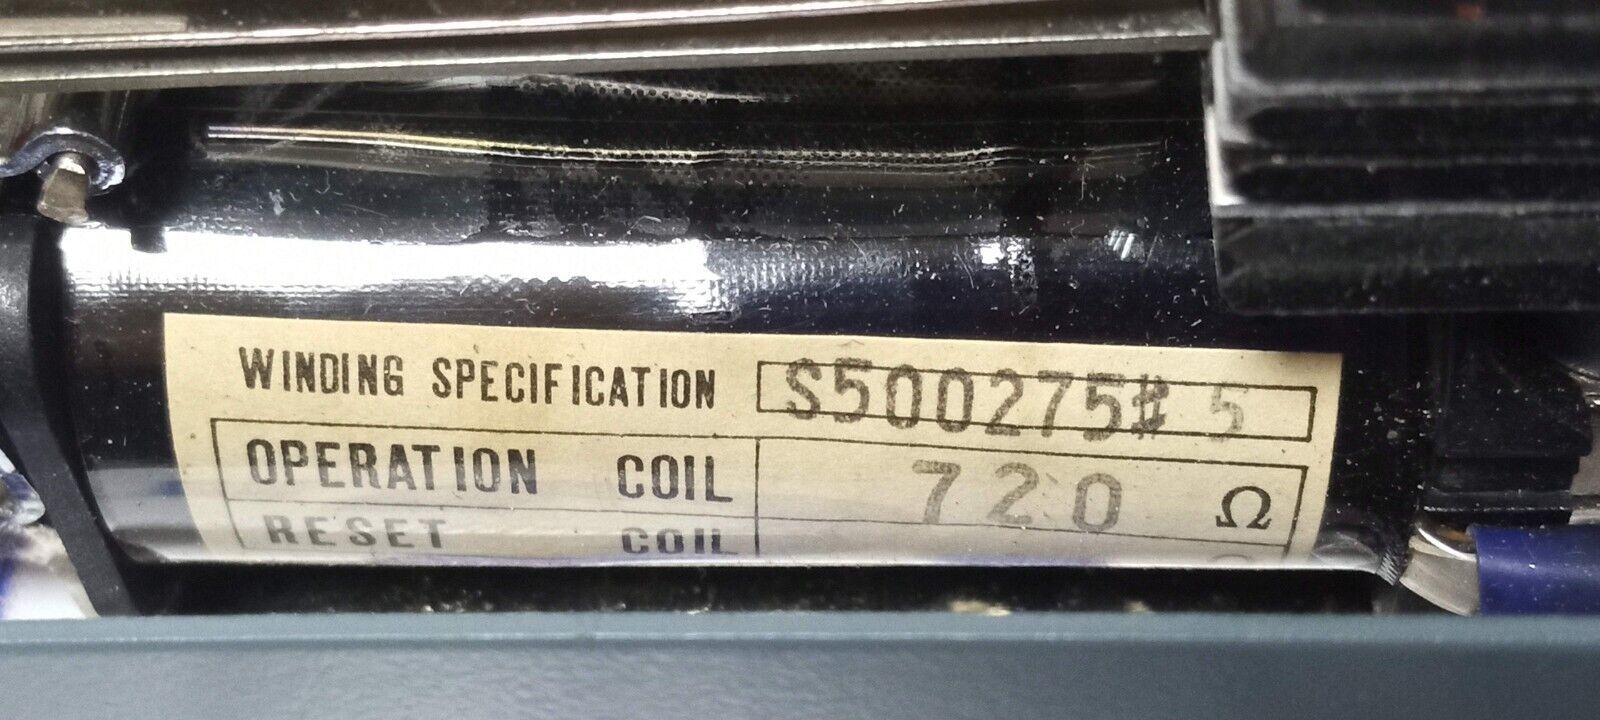 WINDING SPECIFICATION S500275# 5
OPERATION COIL 720 Ω
RESET COIL